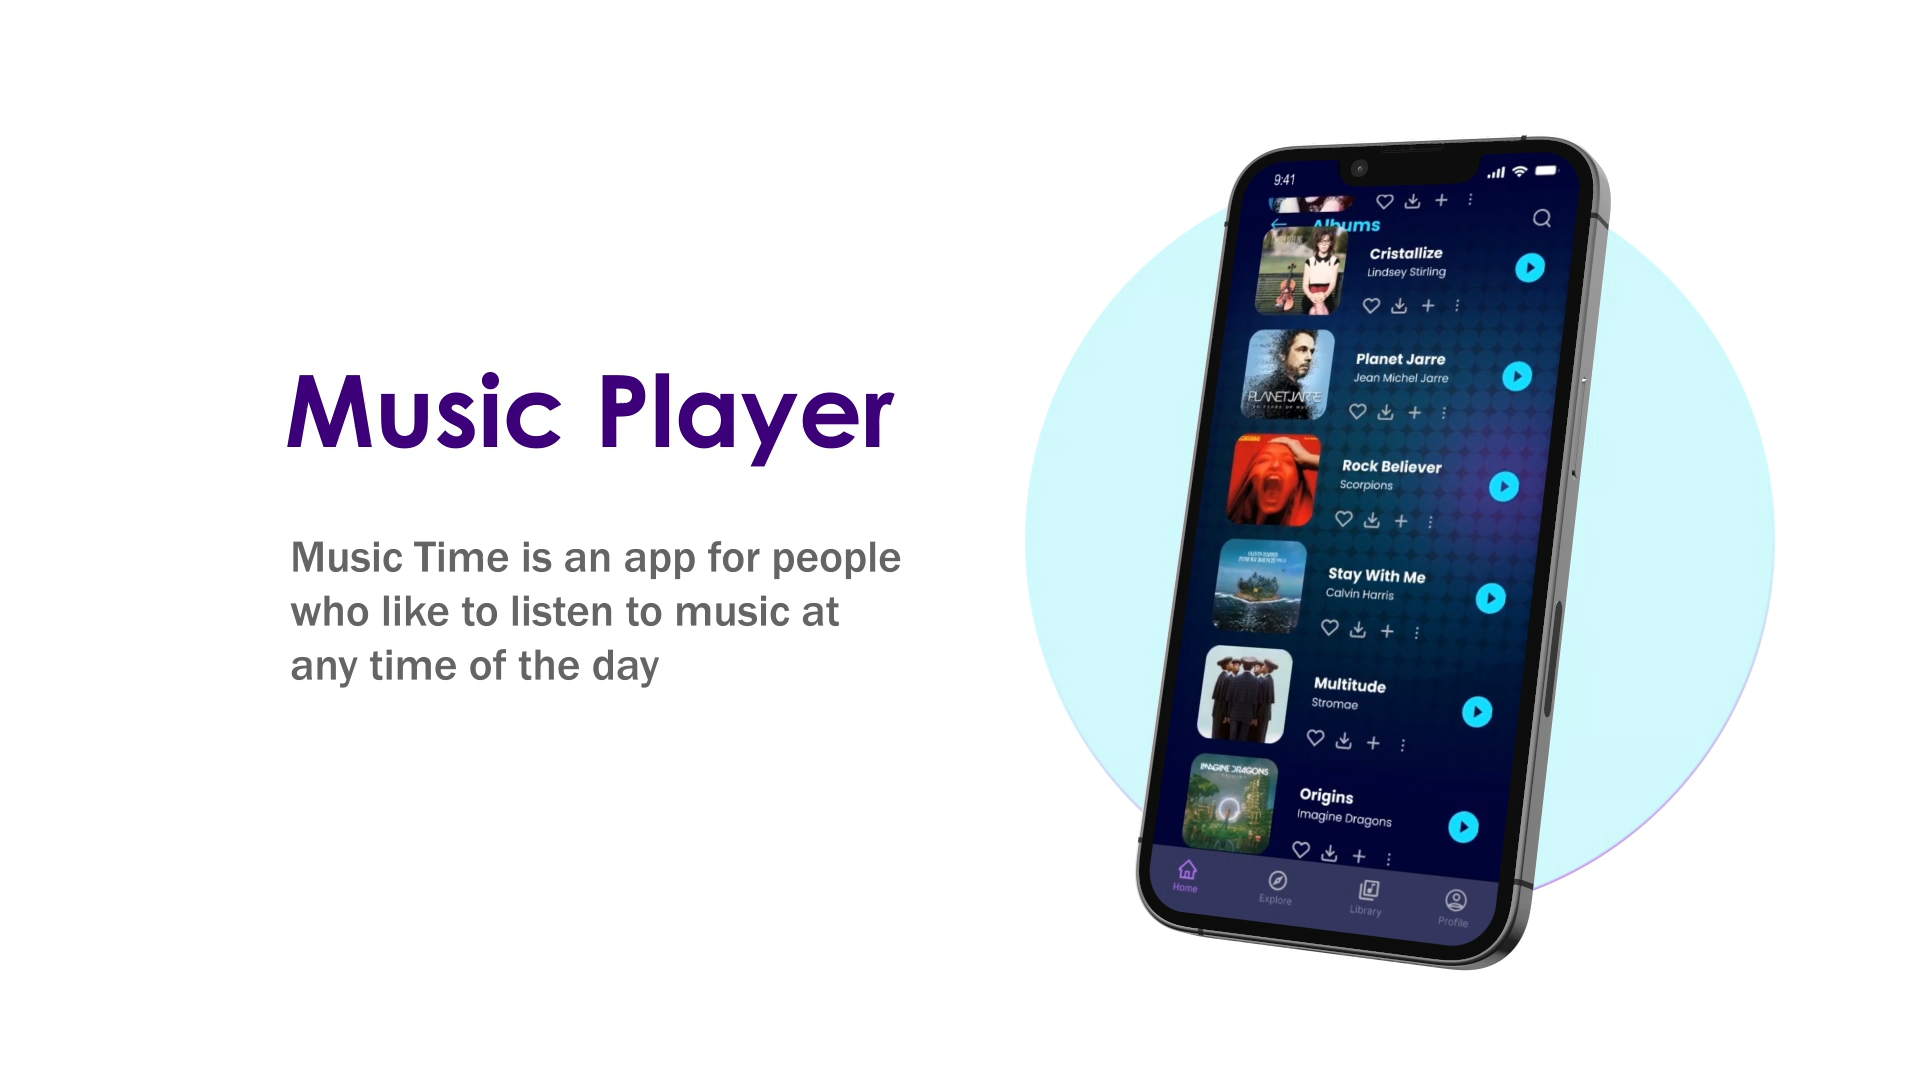 Music Player
Music Time is an app for people
who like to listen to music at
any time of the day
9:41
Albums
Cristallize
Lindsey Stirling
Planet Jarre
Jean Michel Jarre
PLANET JARRE
Rock Believer
Scorpions
Stay With Me
Calvin Harris
Multitude
Stromae
IMAGINE DRAGONS
Origins
Imagine Dragons
Home
Explore
Library
Profile